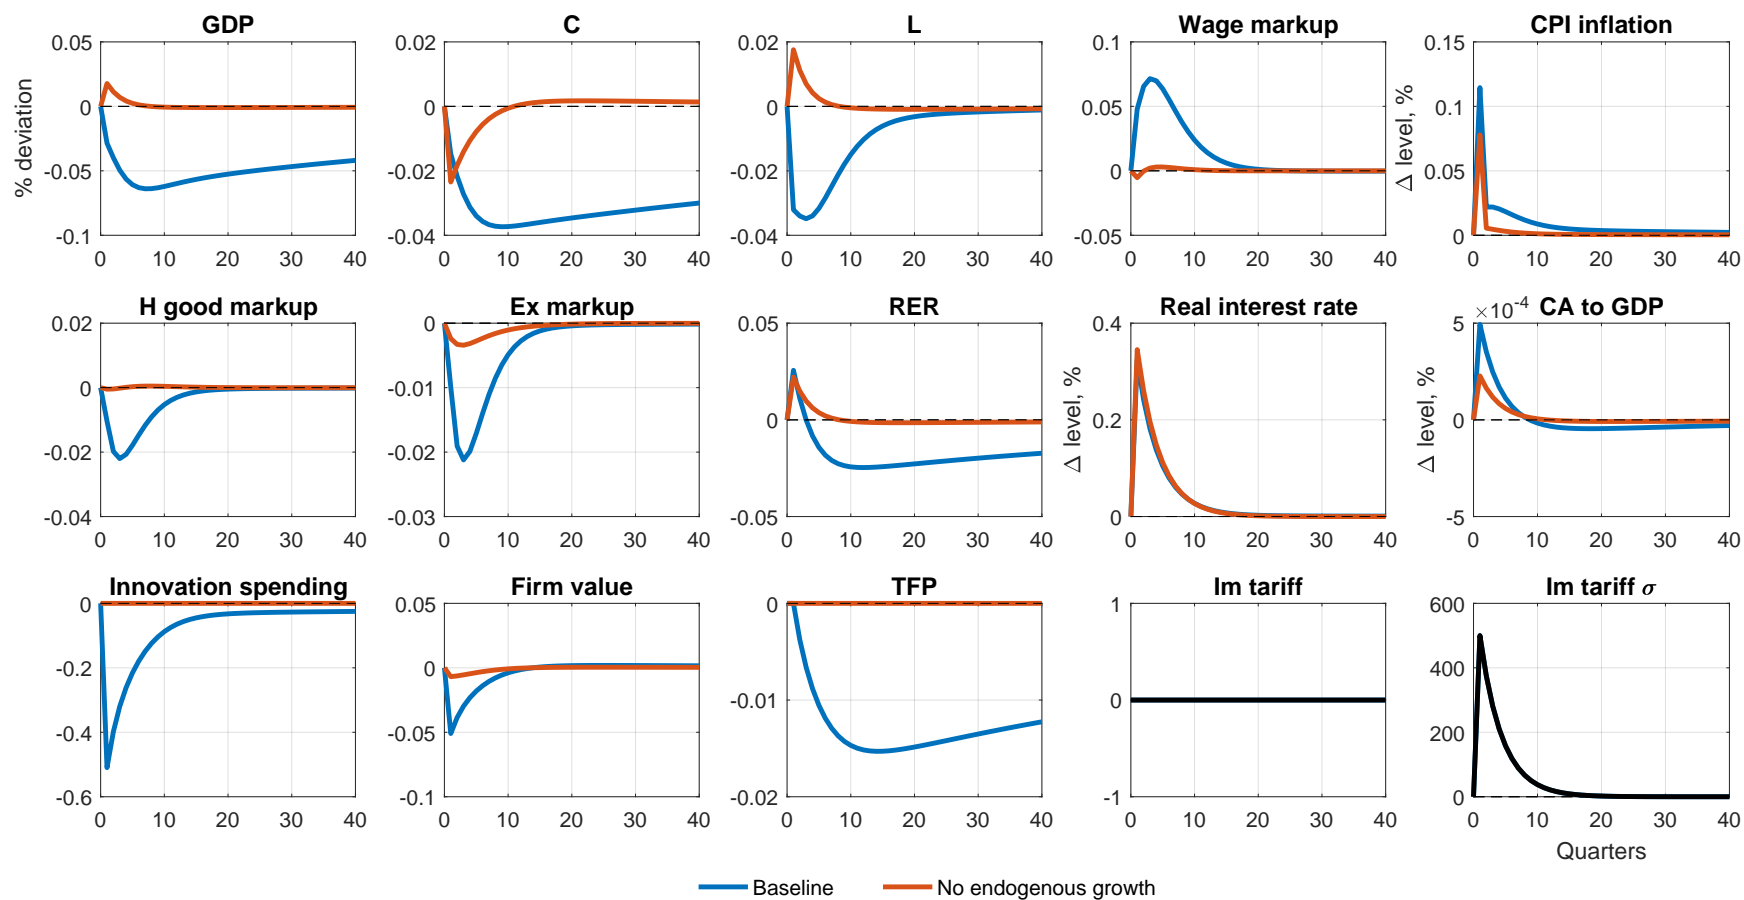 GDP
C
L
Wage markup
CPI inflation
% deviation
0.05
0
-0.05
-0.1
0 10 20 30 40
0.02
0
-0.02
-0.04
0 10 20 30 40
0.02
0
-0.02
-0.04
0 10 20 30 40
0.1
0.05
0
-0.05
0 10 20 30 40
Δ level, %
0.15
0.1
0.05
0
0 10 20 30 40
H good markup
Ex markup
RER
Real interest rate
×10⁻⁴ CA to GDP
0.02
0
-0.02
-0.04
0 10 20 30 40
0
-0.01
-0.02
-0.03
0 10 20 30 40
0.05
0
-0.05
0 10 20 30 40
Δ level, %
0.4
0.2
0
0 10 20 30 40
Δ level, %
5
0
-5
0 10 20 30 40
Innovation spending
Firm value
TFP
Im tariff
Im tariff σ
0
-0.2
-0.4
-0.6
0 10 20 30 40
0.05
0
-0.05
-0.1
0 10 20 30 40
0
-0.01
-0.02
0 10 20 30 40
1
0
-1
0 10 20 30 40
600
400
200
0
0 10 20 30 40
Quarters
Baseline
No endogenous growth